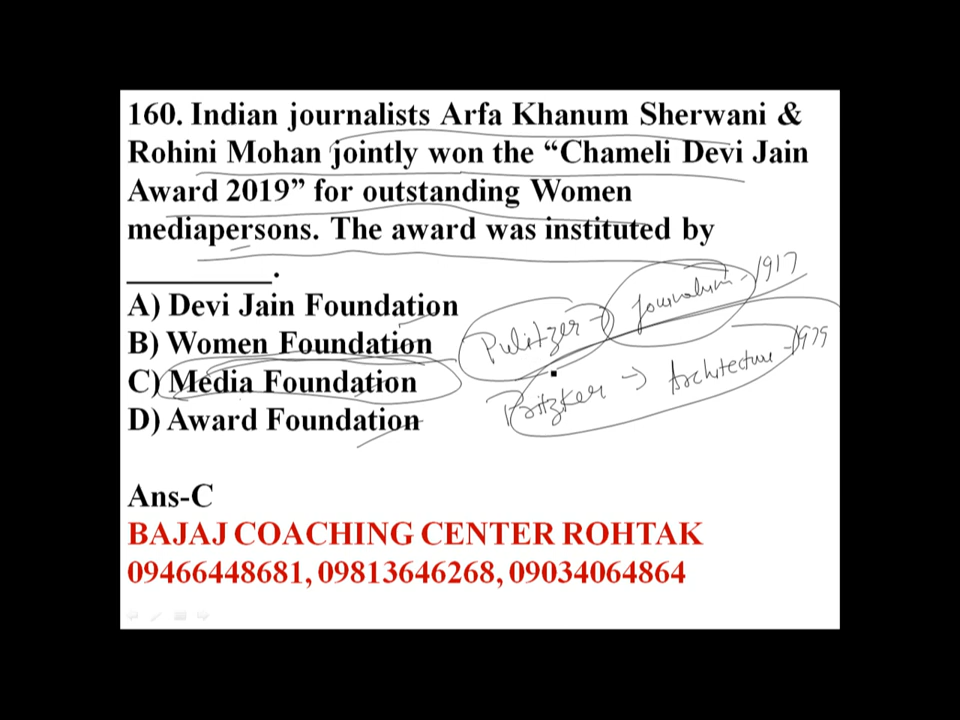 160. Indian journalists Arfa Khanum Sherwani &
Rohini Mohan jointly won the “Chameli Devi Jain
Award 2019” for outstanding Women
mediapersons. The award was instituted by
_________.
A) Devi Jain Foundation
B) Women Foundation
C) Media Foundation
D) Award Foundation
Pulitzer → Journalism - 1917
Pritzker → Architecture - 1979
Ans-C
BAJAJ COACHING CENTER ROHTAK
09466448681, 09813646268, 09034064864